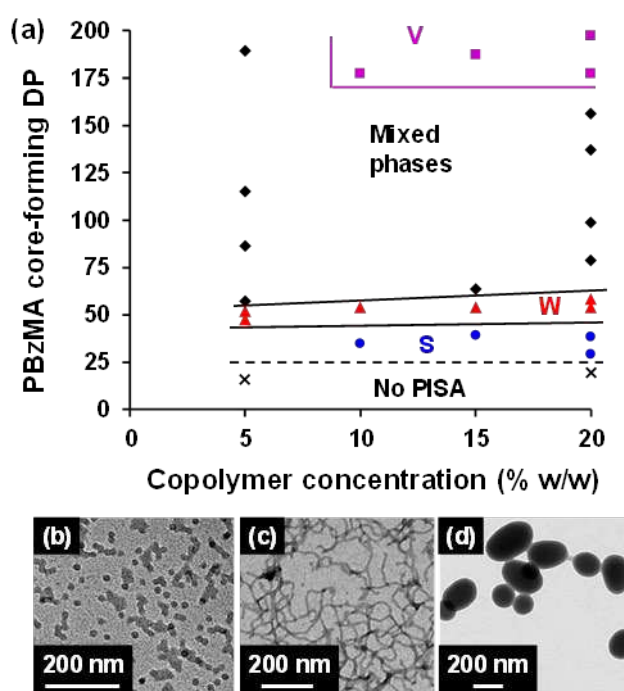 (a)
PBzMA core-forming DP
200
175
150
125
100
75
50
25
0
V
Mixed
phases
W
S
No PISA
0 5 10 15 20
Copolymer concentration (% w/w)
(b) (c) (d)
200 nm 200 nm 200 nm